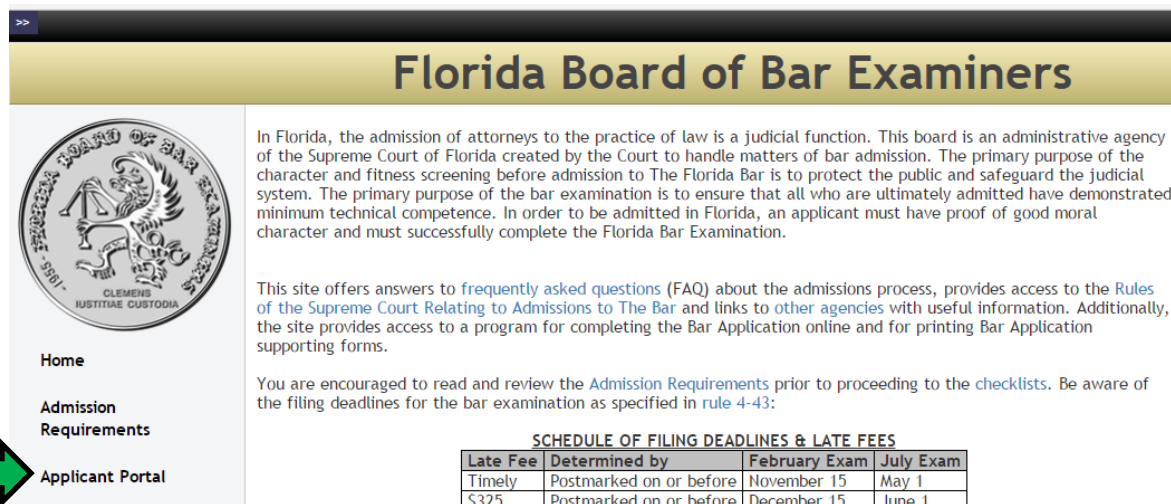 >>
Florida Board of Bar Examiners
FLORIDA BOARD OF BAR EXAMINERS
-1955-
CLEMENS
IUSTITIAE CUSTODIA
Home
Admission
Requirements
Applicant Portal
In Florida, the admission of attorneys to the practice of law is a judicial function. This board is an administrative agency
of the Supreme Court of Florida created by the Court to handle matters of bar admission. The primary purpose of the
character and fitness screening before admission to The Florida Bar is to protect the public and safeguard the judicial
system. The primary purpose of the bar examination is to ensure that all who are ultimately admitted have demonstrated
minimum technical competence. In order to be admitted in Florida, an applicant must have proof of good moral
character and must successfully complete the Florida Bar Examination.
This site offers answers to frequently asked questions (FAQ) about the admissions process, provides access to the Rules
of the Supreme Court Relating to Admissions to The Bar and links to other agencies with useful information. Additionally,
the site provides access to a program for completing the Bar Application online and for printing Bar Application
supporting forms.
You are encouraged to read and review the Admission Requirements prior to proceeding to the checklists. Be aware of
the filing deadlines for the bar examination as specified in rule 4-43:
SCHEDULE OF FILING DEADLINES & LATE FEES
Late Fee Determined by February Exam July Exam
Timely Postmarked on or before November 15 May 1
$325 Postmarked on or before December 15 June 1